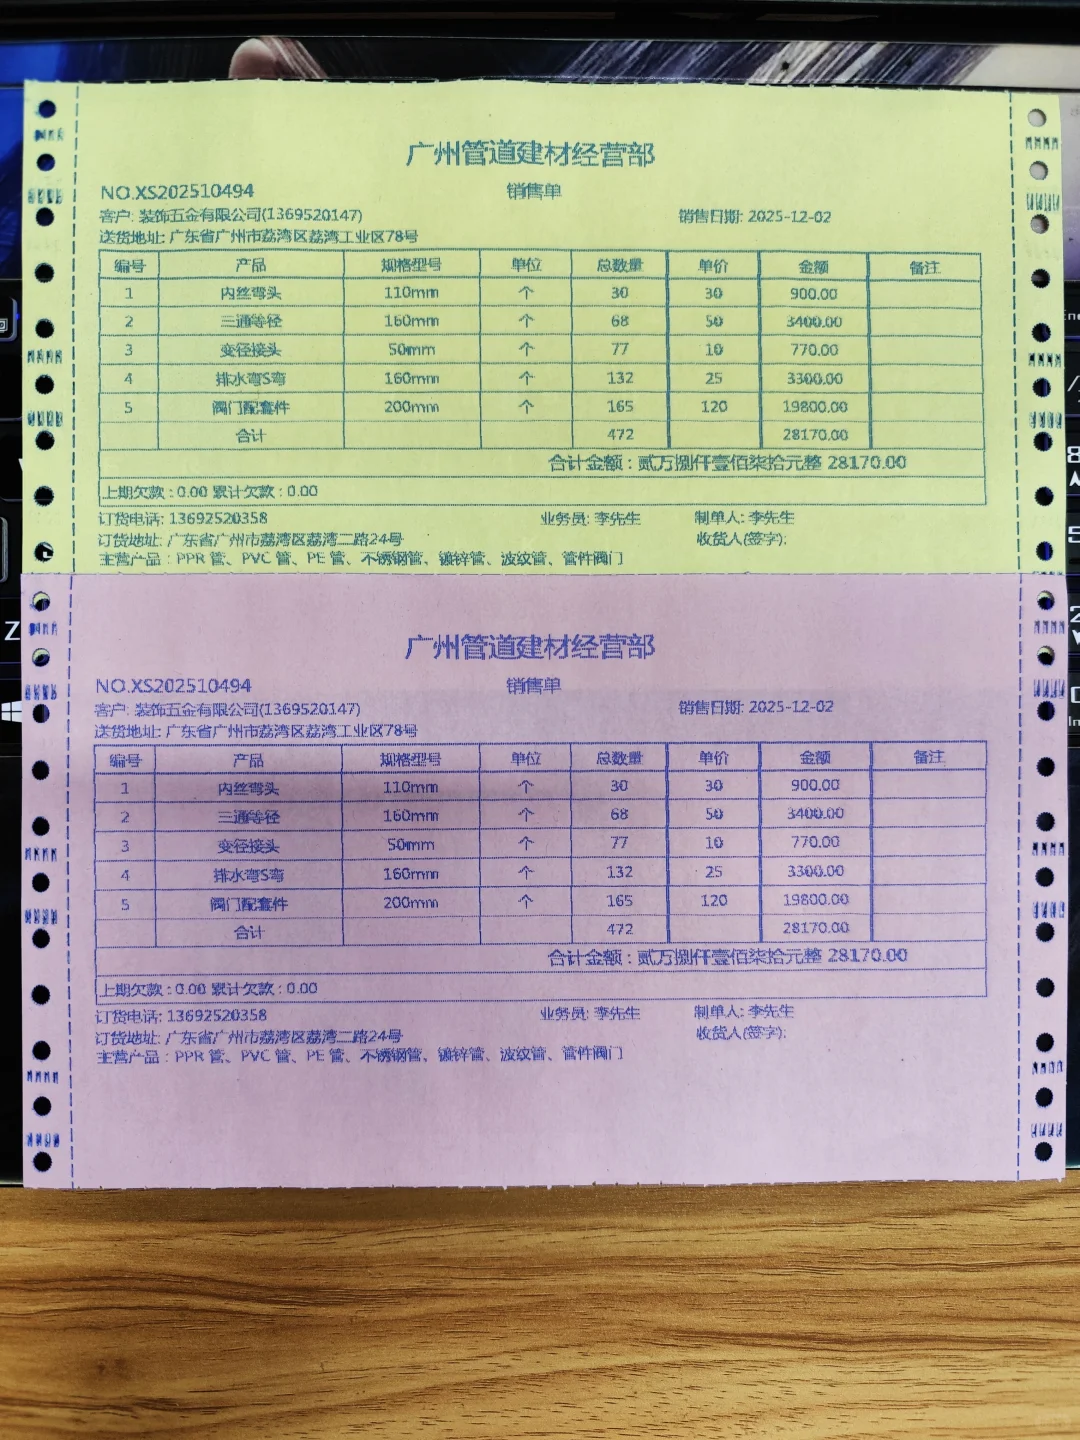 广州管道建材经营部
NO.XS202510494 销售单
客户: 装饰五金有限公司(1369520147) 销售日期: 2025-12-02
送货地址: 广东省广州市荔湾区荔湾工业区78号
编号 产品 规格型号 单位 总数量 单价 金额 备注
1 内丝弯头 110mm 个 30 30 900.00
2 三通等径 160mm 个 68 50 3400.00
3 变径接头 50mm 个 77 10 770.00
4 排水弯S弯 160mm 个 132 25 3300.00
5 阀门配套件 200mm 个 165 120 19800.00
合计 472 28170.00
合计金额：贰万捌仟壹佰柒拾元整 28170.00
上期欠款：0.00 累计欠款：0.00
订货电话: 13692520358 业务员: 李先生 制单人: 李先生
订货地址: 广东省广州市荔湾区荔湾二路24号 收货人(签字):
主营产品：PPR 管、PVC 管、PE 管、不锈钢管、镀锌管、波纹管、管件阀门
广州管道建材经营部
NO.XS202510494 销售单
客户: 装饰五金有限公司(1369520147) 销售日期: 2025-12-02
送货地址: 广东省广州市荔湾区荔湾工业区78号
编号 产品 规格型号 单位 总数量 单价 金额 备注
1 内丝弯头 110mm 个 30 30 900.00
2 三通等径 160mm 个 68 50 3400.00
3 变径接头 50mm 个 77 10 770.00
4 排水弯S弯 160mm 个 132 25 3300.00
5 阀门配套件 200mm 个 165 120 19800.00
合计 472 28170.00
合计金额：贰万捌仟壹佰柒拾元整 28170.00
上期欠款：0.00 累计欠款：0.00
订货电话: 13692520358 业务员: 李先生 制单人: 李先生
订货地址: 广东省广州市荔湾区荔湾二路24号 收货人(签字):
主营产品：PPR 管、PVC 管、PE 管、不锈钢管、镀锌管、波纹管、管件阀门